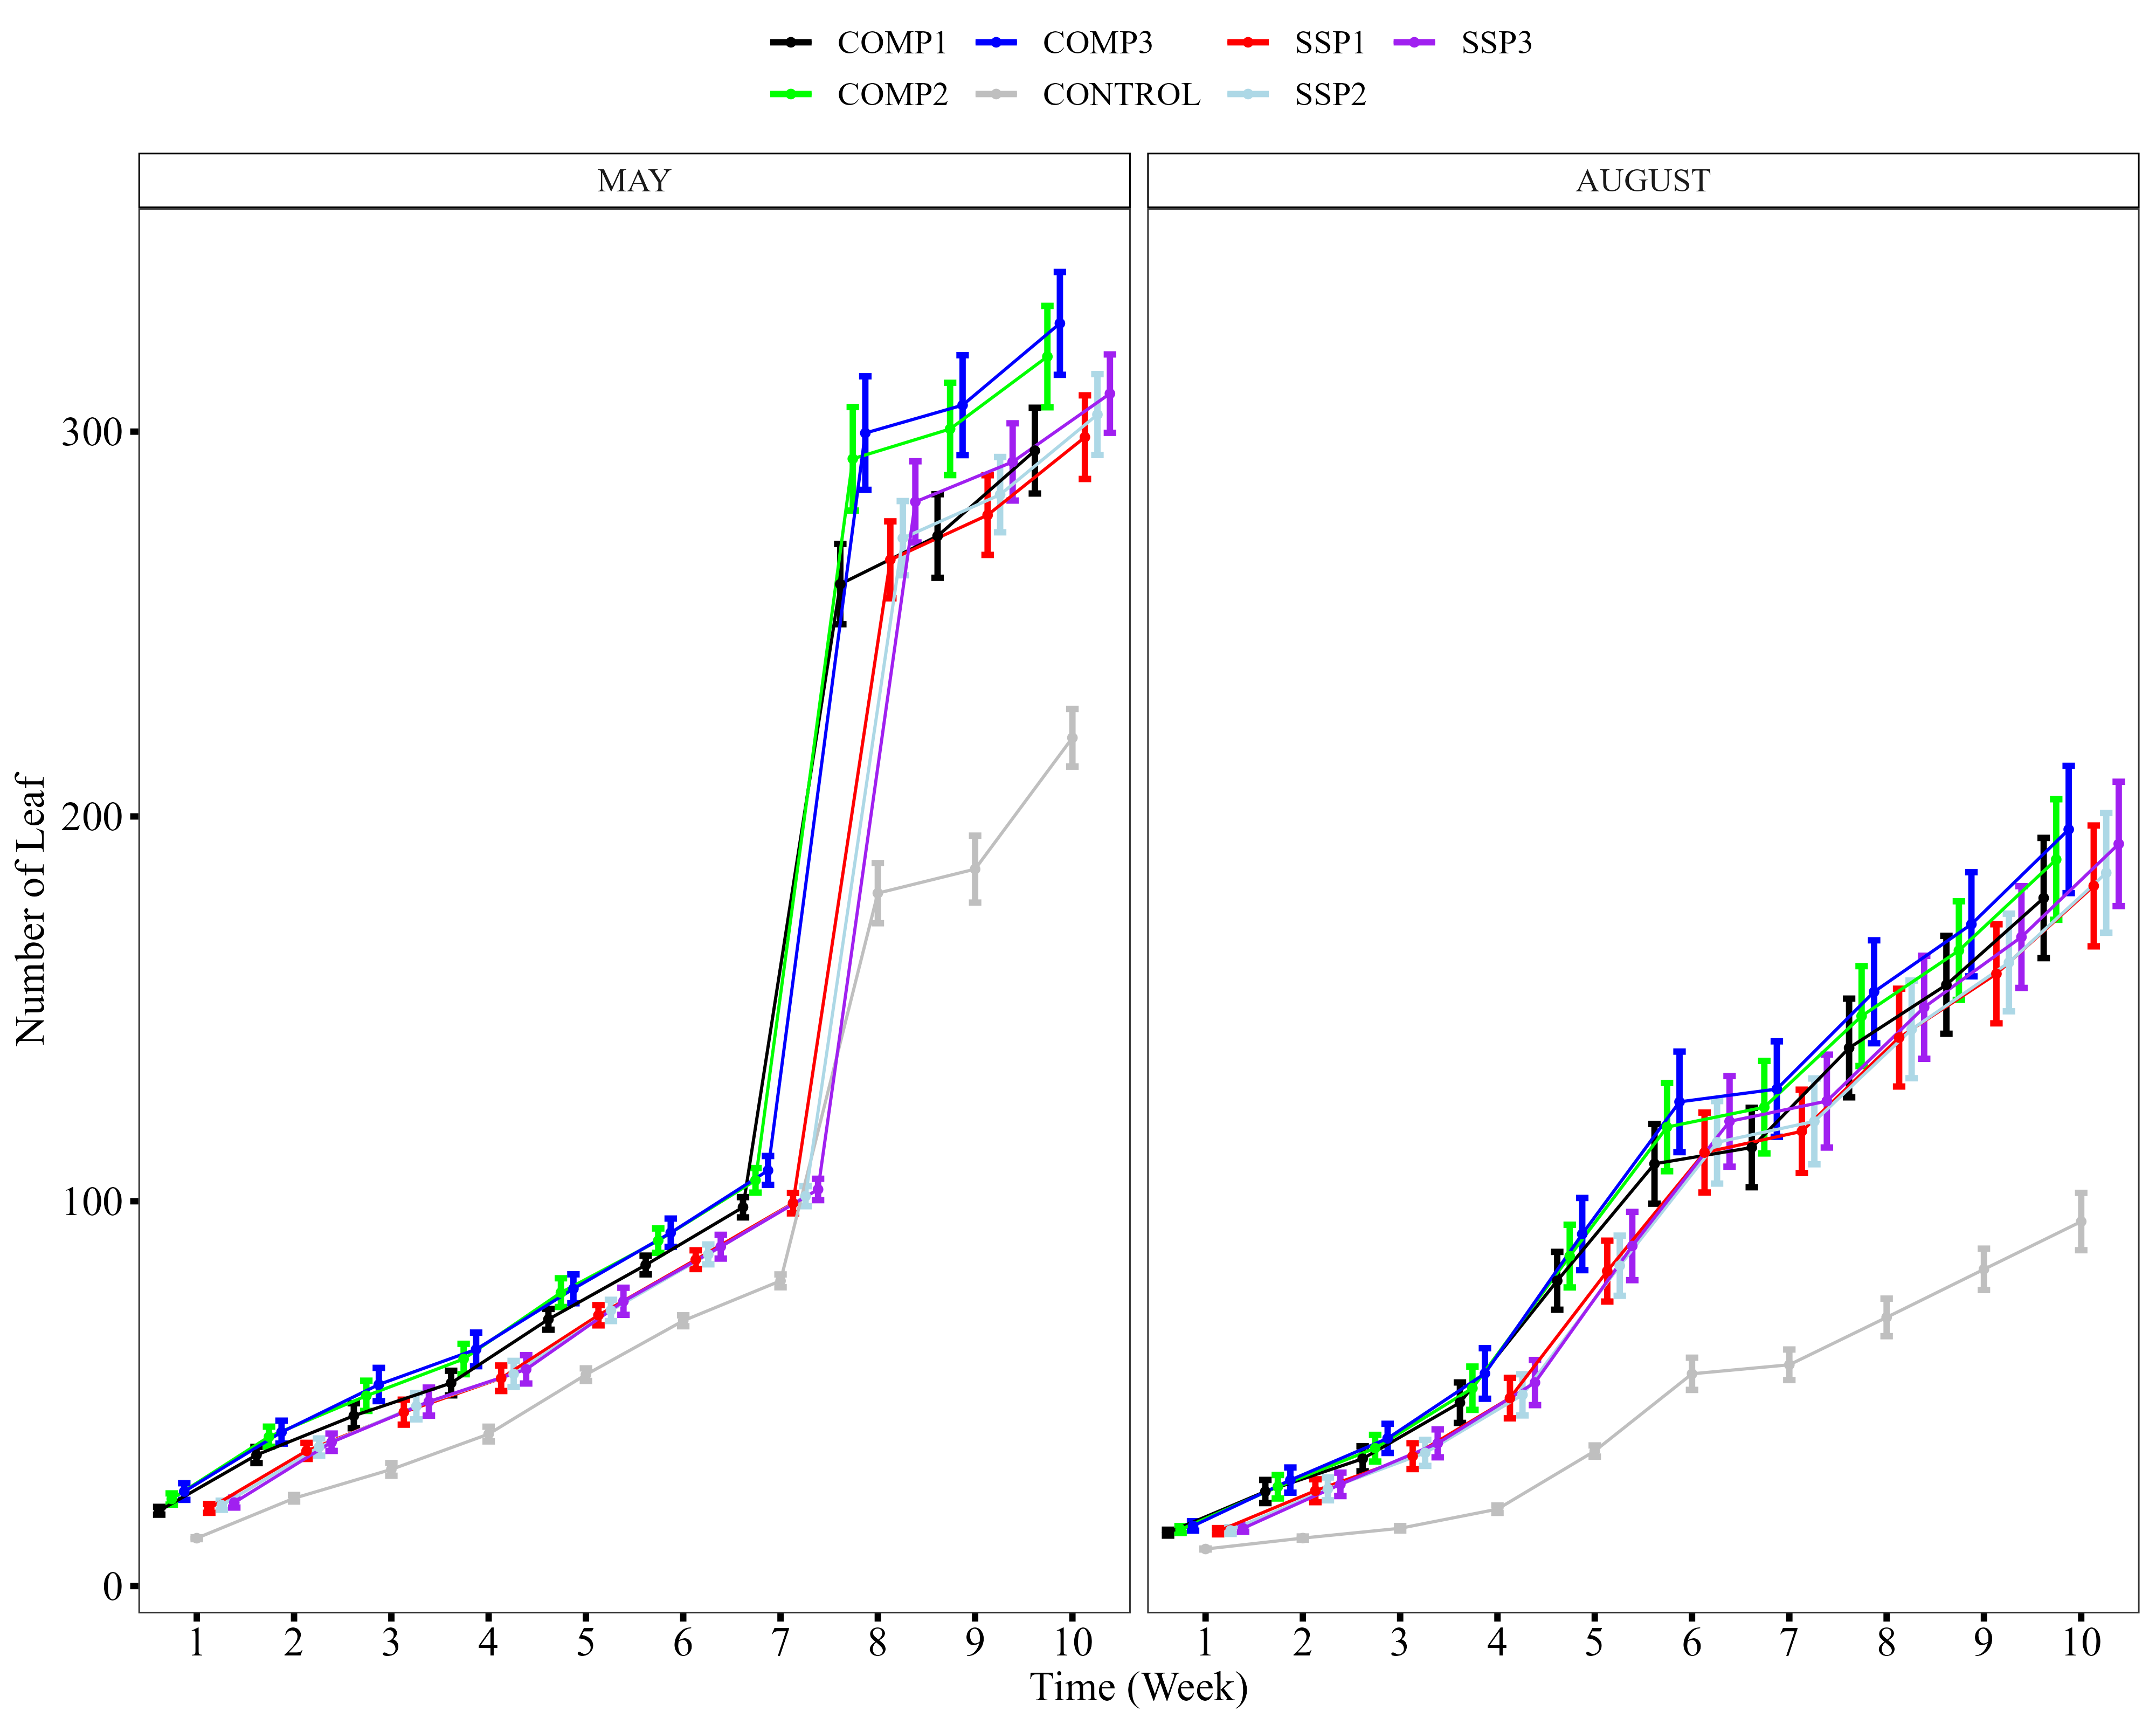 COMP1 COMP3 SSP1 SSP3
COMP2 CONTROL SSP2
MAY AUGUST
300
200
100
0
Number of Leaf
1 2 3 4 5 6 7 8 9 10 1 2 3 4 5 6 7 8 9 10
Time (Week)